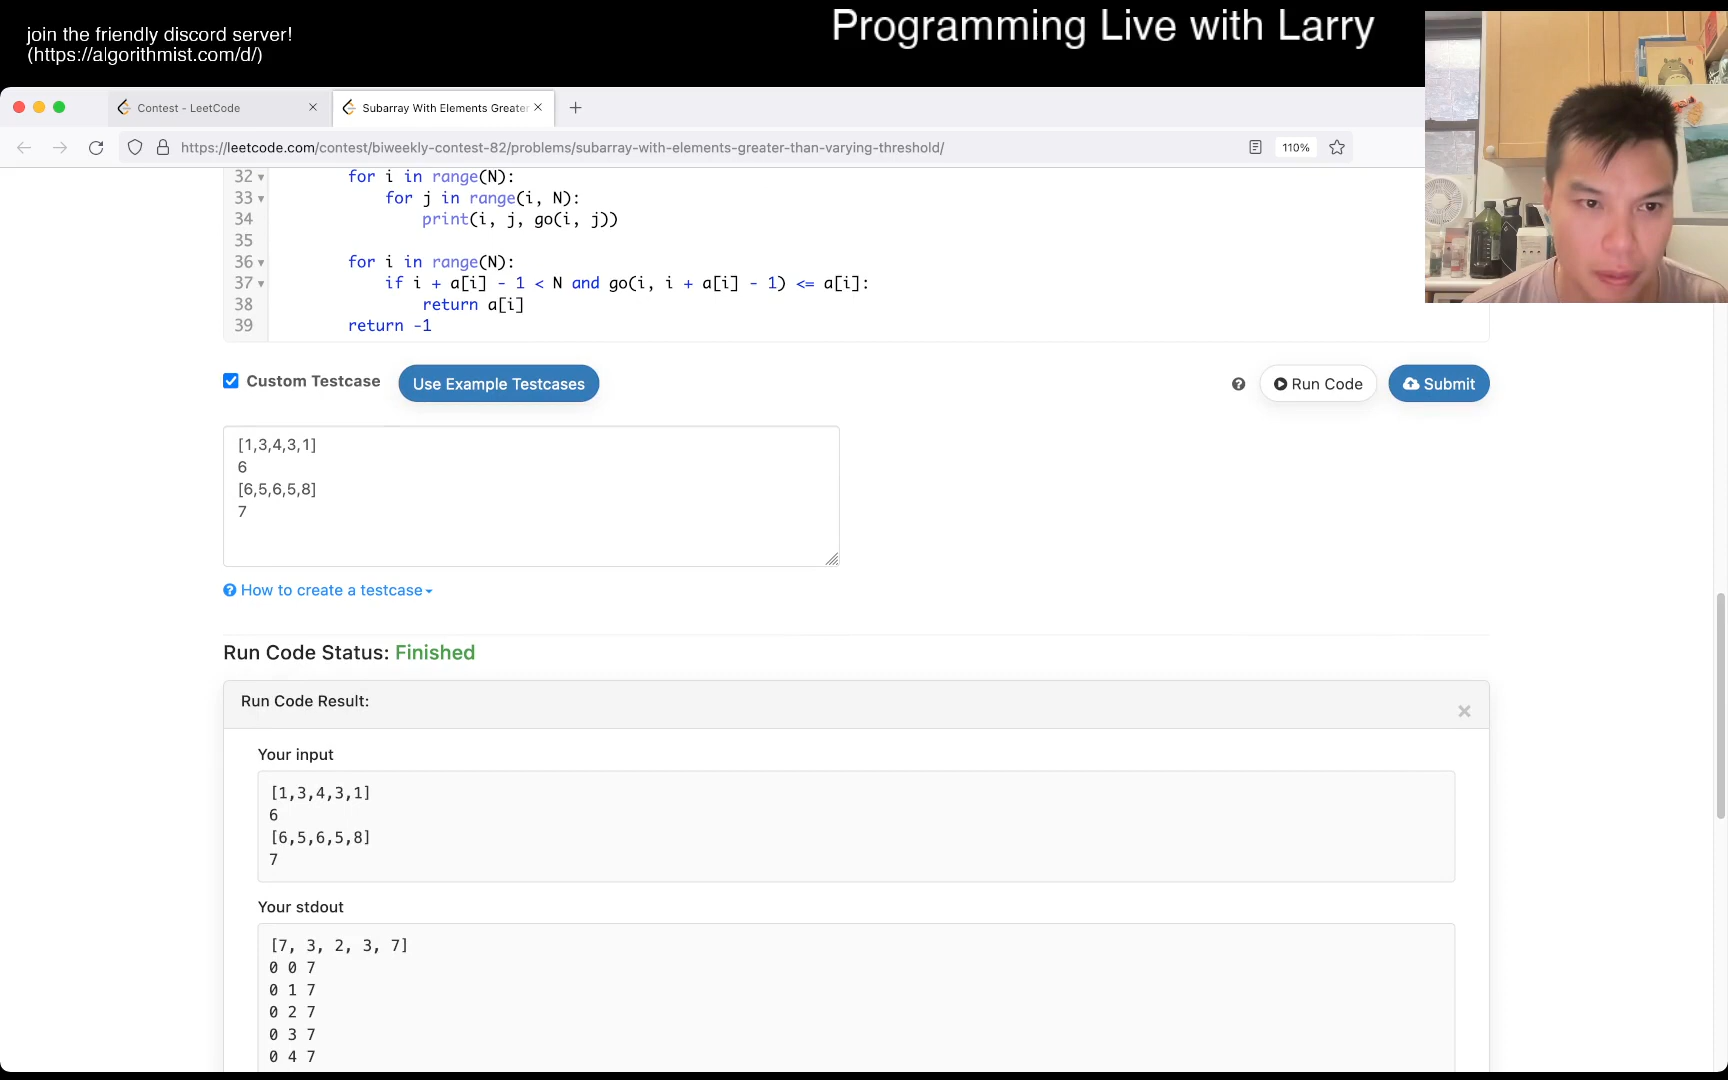 join the friendly discord server!
(https://algorithmist.com/d/)
Programming Live with Larry
Contest - LeetCode
Subarray With Elements Greater
https://leetcode.com/contest/biweekly-contest-82/problems/subarray-with-elements-greater-than-varying-threshold/
110%
32 for i in range(N):
33 for j in range(i, N):
34 print(i, j, go(i, j))
35
36 for i in range(N):
37 if i + a[i] - 1 < N and go(i, i + a[i] - 1) <= a[i]:
38 return a[i]
39 return -1
Custom Testcase
Use Example Testcases
Run Code
Submit
[1,3,4,3,1]
6
[6,5,6,5,8]
7
How to create a testcase
Run Code Status: Finished
Run Code Result:
Your input
[1,3,4,3,1]
6
[6,5,6,5,8]
7
Your stdout
[7, 3, 2, 3, 7]
0 0 7
0 1 7
0 2 7
0 3 7
0 4 7